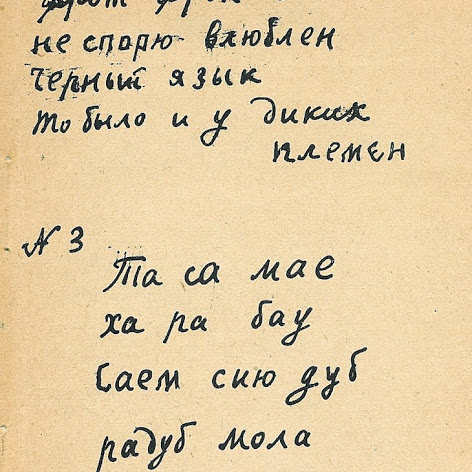 фрот
не спорю влюблен
черный язык
то было и у диких
племен
№ 3
Та са мае
ха ра бау
Саем сию дуб
радуб мола